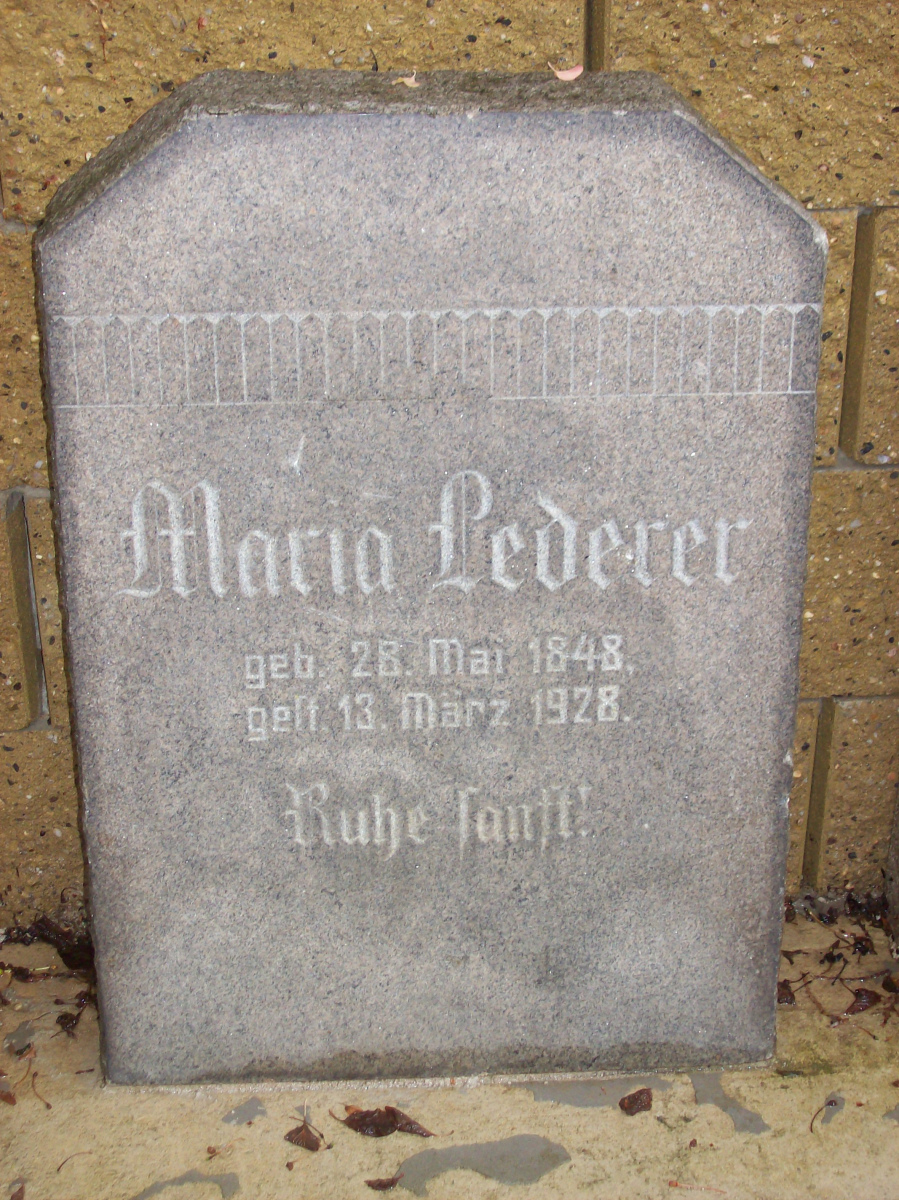 Maria Lederer
geb. 28. Mai 1848.
gest 13. März 1928.
Ruhe sanft!